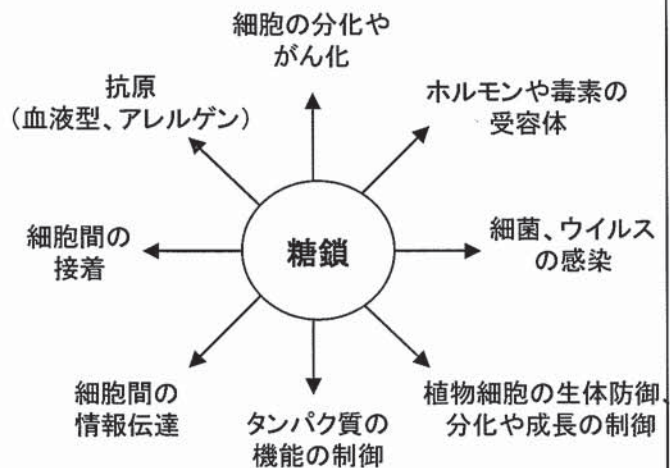 細胞の分化や
がん化
抗原
（血液型、アレルゲン）
ホルモンや毒素の
受容体
細胞間の
接着
糖鎖
細菌、ウイルス
の感染
細胞間の
情報伝達
タンパク質の
機能の制御
植物細胞の生体防御、
分化や成長の制御